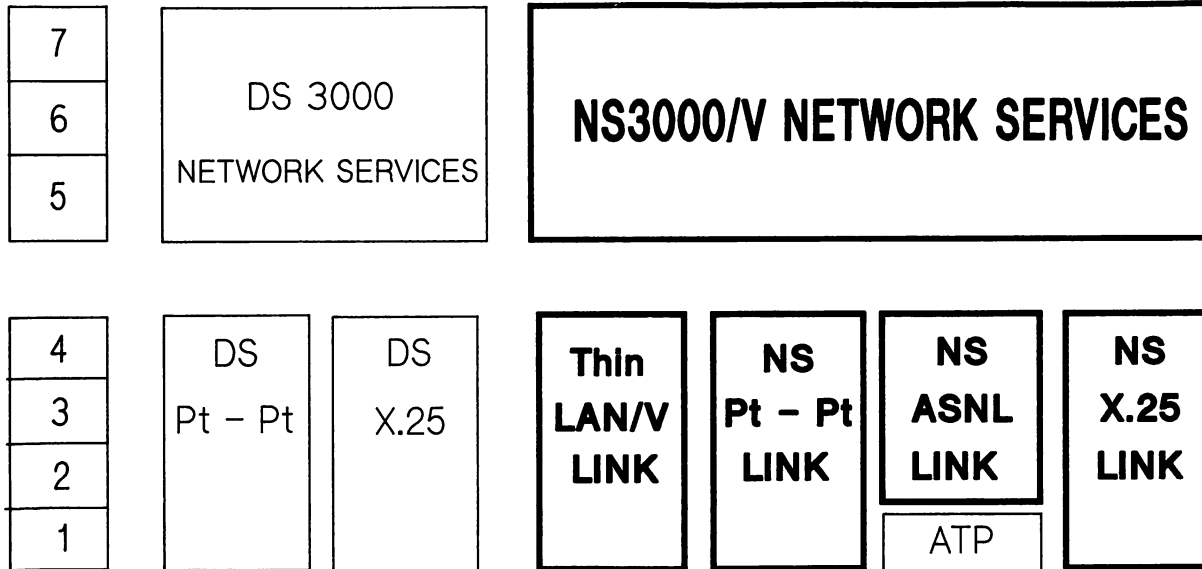 7
6
5
DS 3000
NETWORK SERVICES
NS3000/V NETWORK SERVICES
4
3
2
1
DS
Pt – Pt
DS
X.25
Thin
LAN/V
LINK
NS
Pt – Pt
LINK
NS
ASNL
LINK
ATP
NS
X.25
LINK